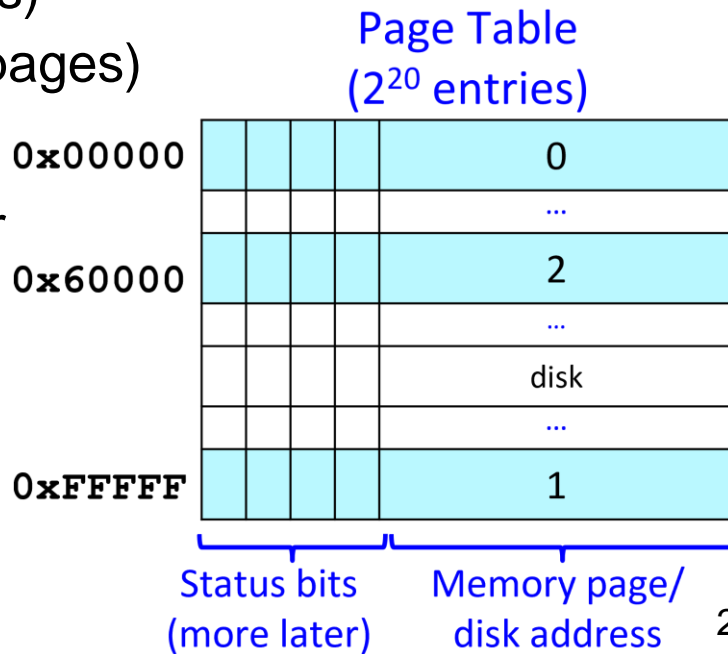 s)
pages)
Page Table
(2²⁰ entries)
0x00000
0
...
0x60000
2
...
disk
...
0xFFFFF
1
Status bits
(more later)
Memory page/
disk address
2